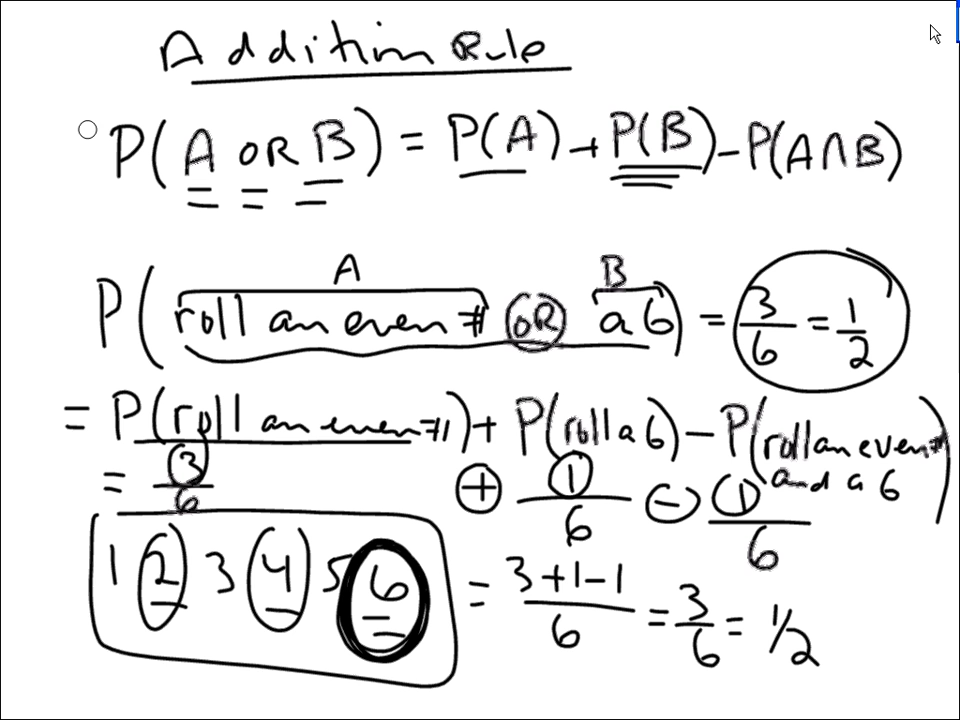 Addition Rule
P(A OR B) = P(A) + P(B) - P(A∩B)
A B
P(roll an even # OR a 6) = 3/6 = 1/2
= P(roll an even #) + P(roll a 6) - P(roll an even # and a 6)
= 3/6 + 1/6 - 1/6
1 2 3 4 5 6 = 3+1-1/6 = 3/6 = 1/2